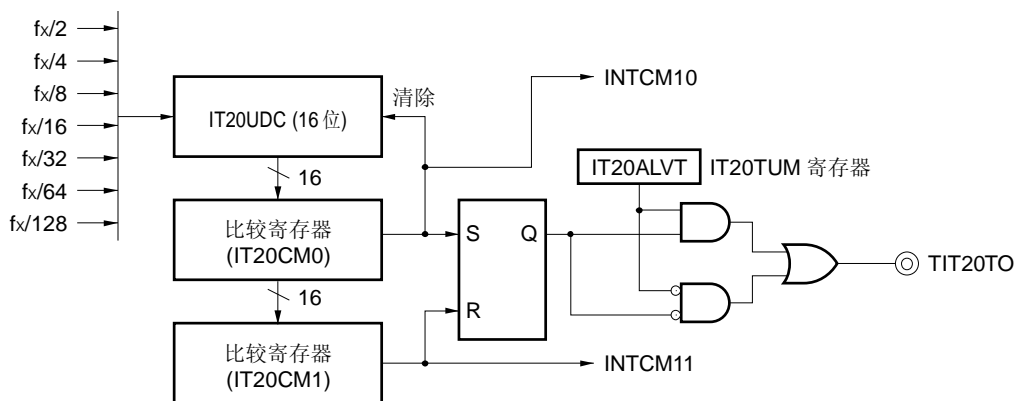 fx/2
fx/4
fx/8
fx/16
fx/32
fx/64
fx/128
IT20UDC (16 位)
清除
INTCM10
16
IT20ALVT
IT20TUM 寄存器
比较寄存器
(IT20CM0)
S
Q
R
TIT20TO
16
比较寄存器
(IT20CM1)
INTCM11